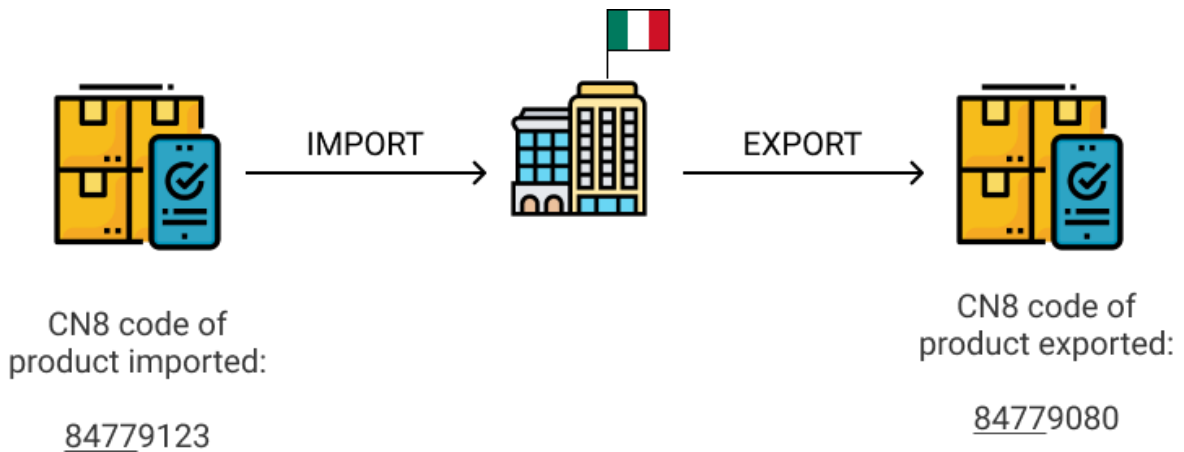 IMPORT
EXPORT
CN8 code of
product imported:
84779123
CN8 code of
product exported:
84779080